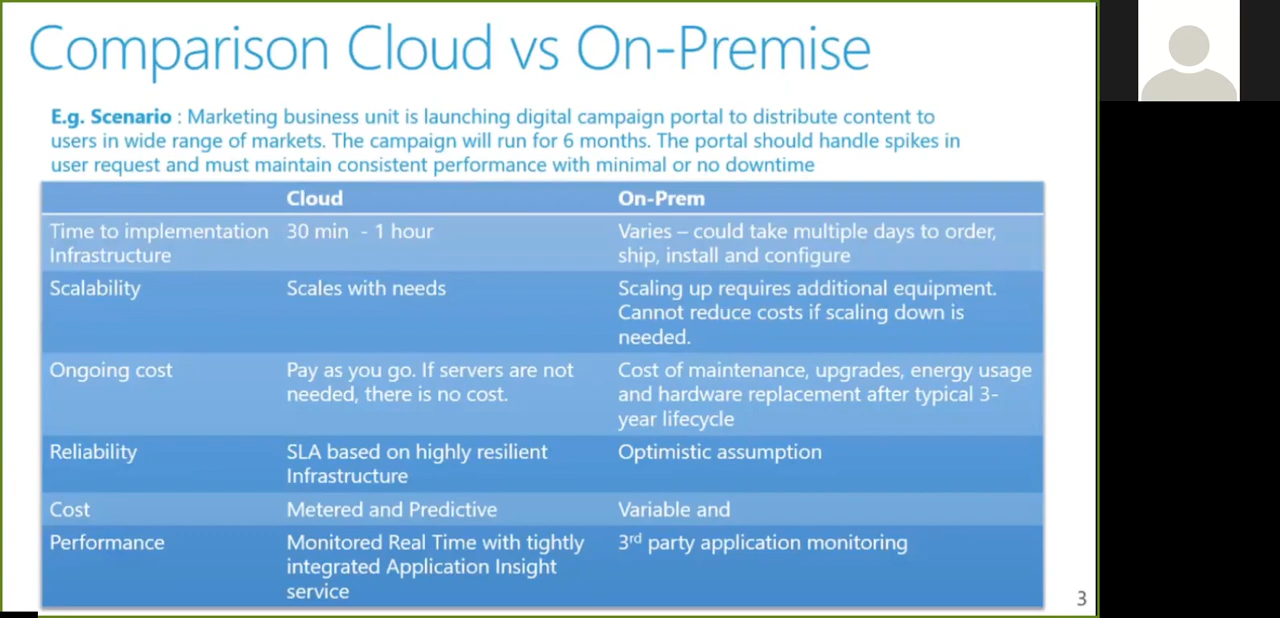 Comparison Cloud vs On-Premise
E.g. Scenario : Marketing business unit is launching digital campaign portal to distribute content to
users in wide range of markets. The campaign will run for 6 months. The portal should handle spikes in
user request and must maintain consistent performance with minimal or no downtime
Cloud On-Prem
Time to implementation 30 min - 1 hour Varies – could take multiple days to order,
Infrastructure ship, install and configure
Scalability Scales with needs Scaling up requires additional equipment.
Cannot reduce costs if scaling down is
needed.
Ongoing cost Pay as you go. If servers are not Cost of maintenance, upgrades, energy usage
needed, there is no cost. and hardware replacement after typical 3-
year lifecycle
Reliability SLA based on highly resilient Optimistic assumption
Infrastructure
Cost Metered and Predictive Variable and
Performance Monitored Real Time with tightly 3rd party application monitoring
integrated Application Insight
service
3